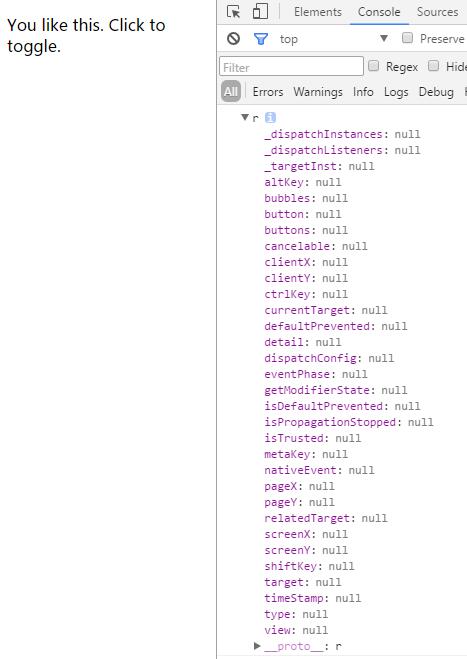 You like this. Click to
toggle.
Elements Console Sources
top Preserve
Filter Regex Hide
All Errors Warnings Info Logs Debug
r i
_dispatchInstances: null
_dispatchListeners: null
_targetInst: null
altKey: null
bubbles: null
button: null
buttons: null
cancelable: null
clientX: null
clientY: null
ctrlKey: null
currentTarget: null
defaultPrevented: null
detail: null
dispatchConfig: null
eventPhase: null
getModifierState: null
isDefaultPrevented: null
isPropagationStopped: null
isTrusted: null
metaKey: null
nativeEvent: null
pageX: null
pageY: null
relatedTarget: null
screenX: null
screenY: null
shiftKey: null
target: null
timeStamp: null
type: null
view: null
__proto__: r